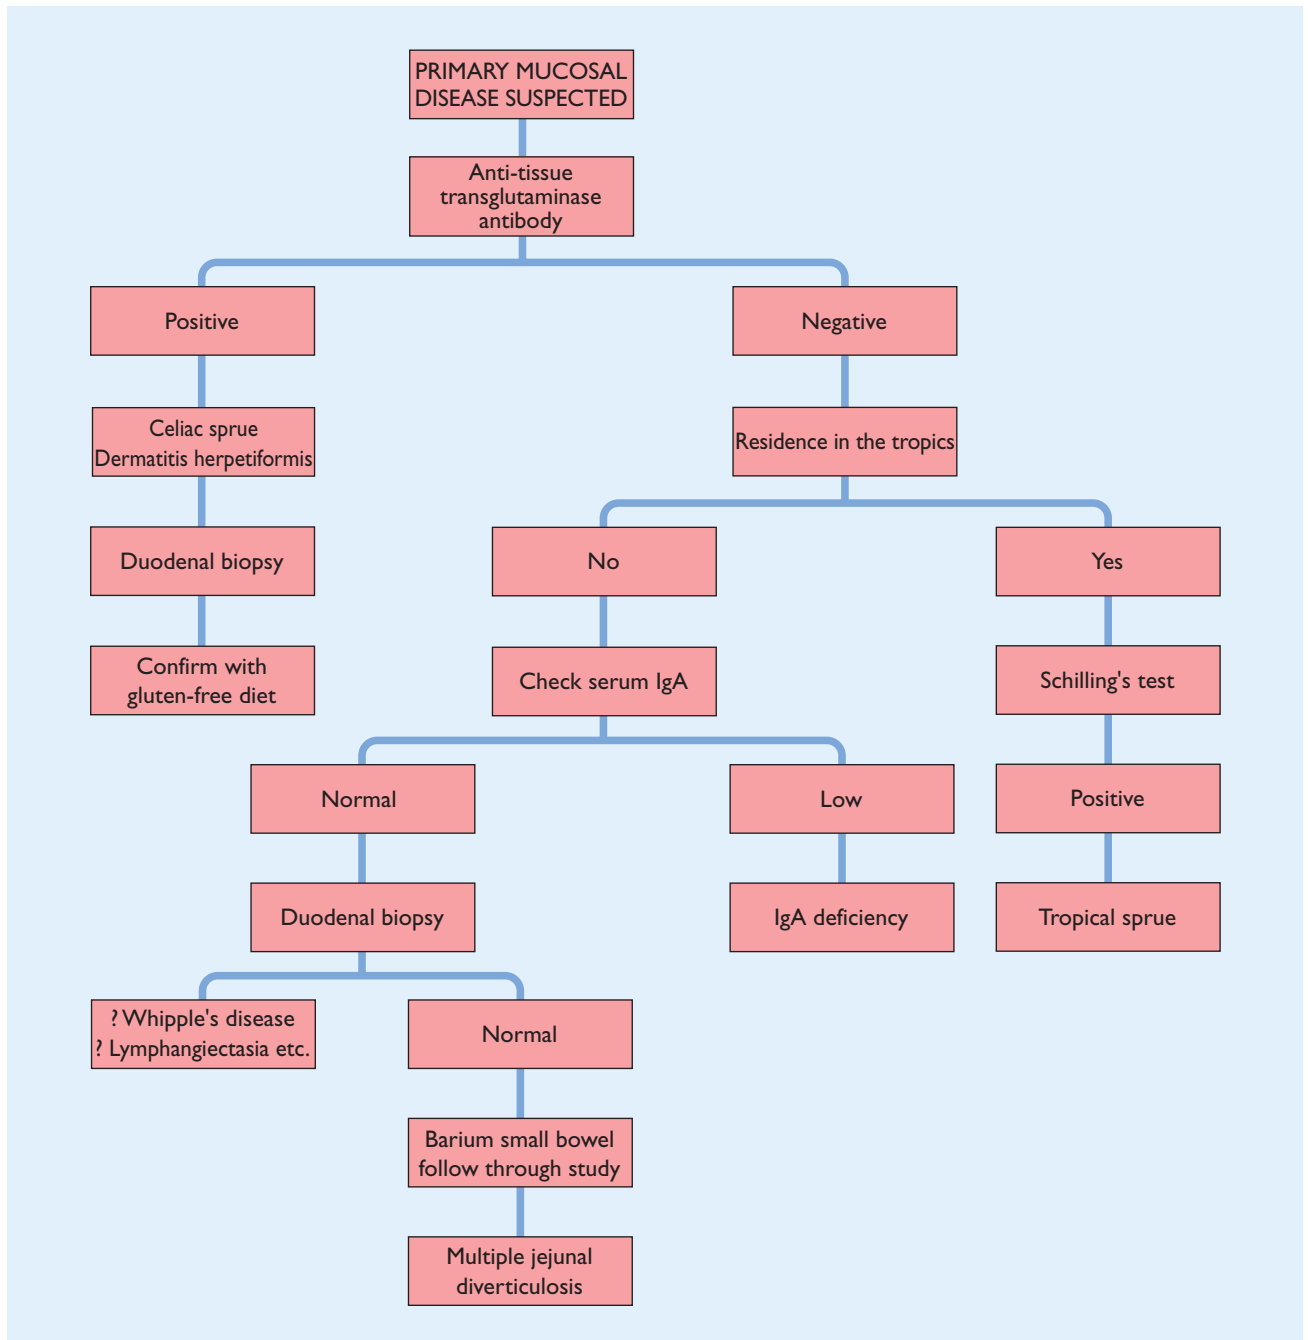 PRIMARY MUCOSAL
DISEASE SUSPECTED
Anti-tissue
transglutaminase
antibody
Positive
Negative
Celiac sprue
Dermatitis herpetiformis
Residence in the tropics
Duodenal biopsy
No
Yes
Confirm with
gluten-free diet
Check serum IgA
Schilling's test
Normal
Low
Positive
Duodenal biopsy
IgA deficiency
Tropical sprue
? Whipple's disease
? Lymphangiectasia etc.
Normal
Barium small bowel
follow through study
Multiple jejunal
diverticulosis